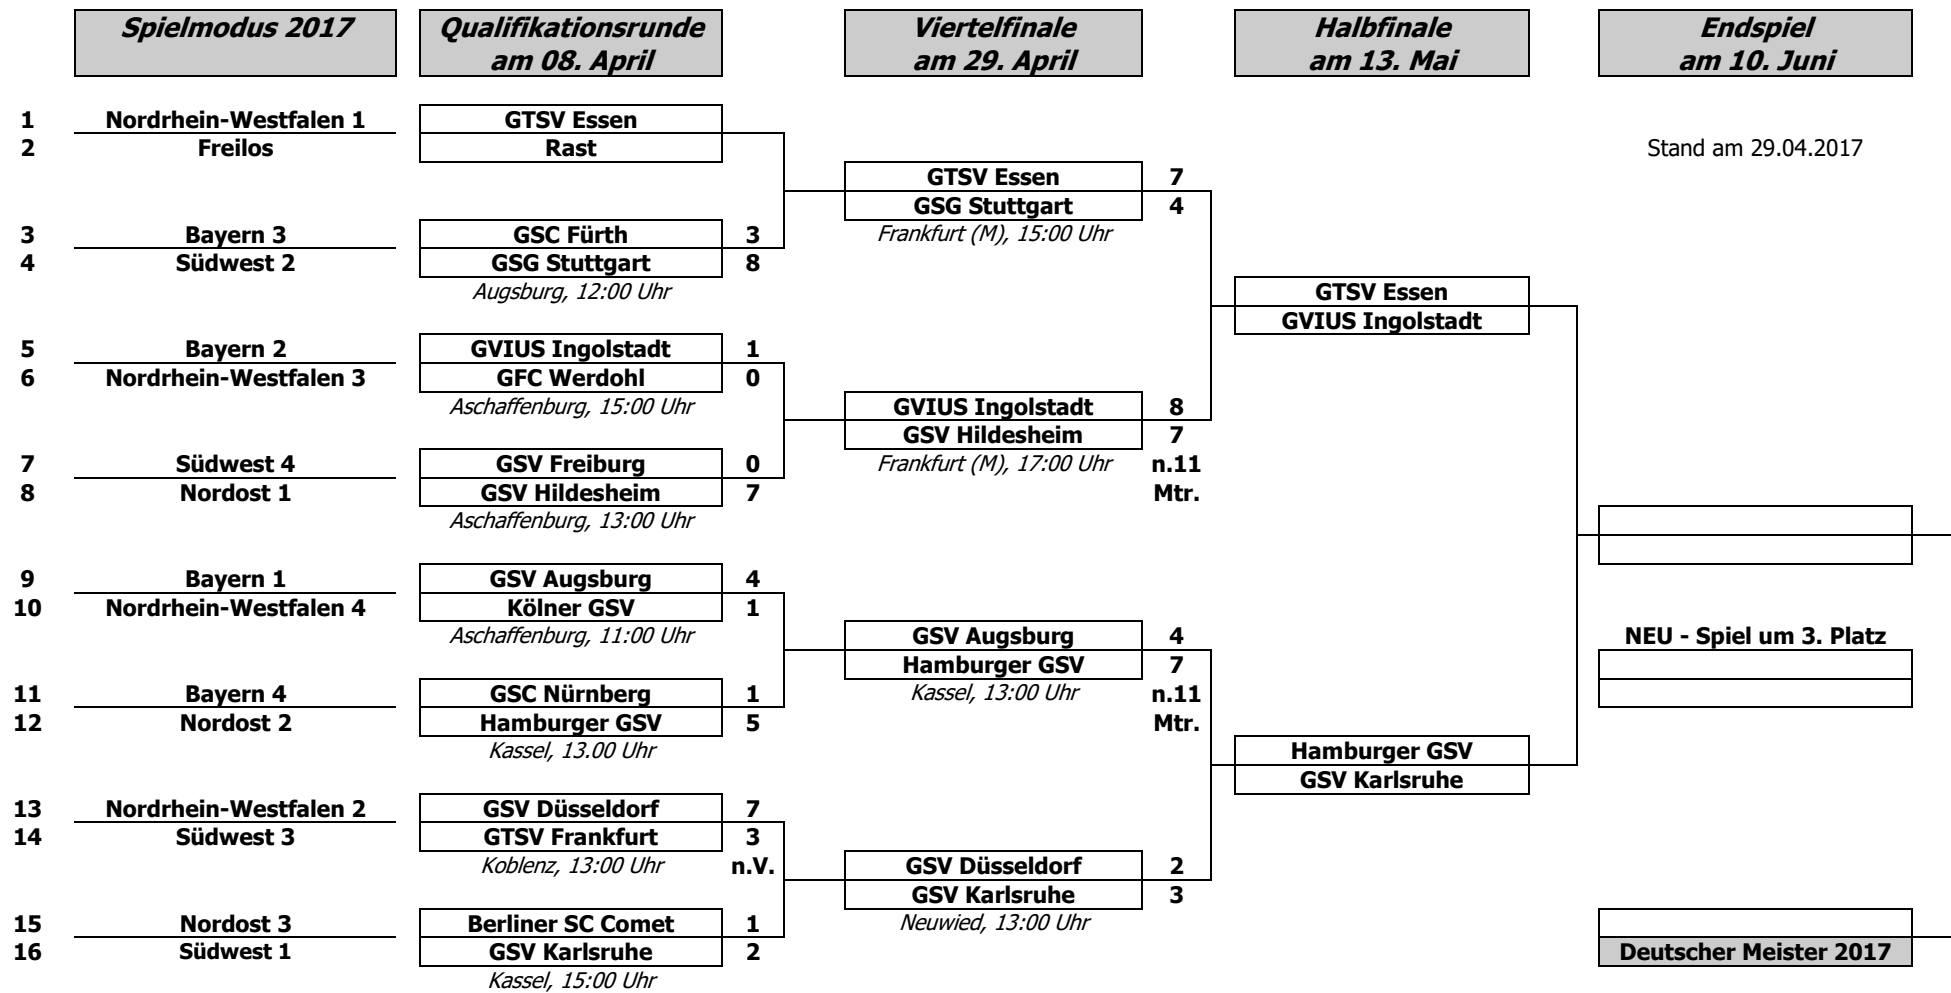 Spielmodus 2017
Qualifikationsrunde
am 08. April
Viertelfinale
am 29. April
Halbfinale
am 13. Mai
Endspiel
am 10. Juni
1 Nordrhein-Westfalen 1 GTSV Essen
2 Freilos Rast Stand am 29.04.2017
GTSV Essen 7
GSG Stuttgart 4
3 Bayern 3 GSC Fürth 3 Frankfurt (M), 15:00 Uhr
4 Südwest 2 GSG Stuttgart 8
Augsburg, 12:00 Uhr GTSV Essen
GVIUS Ingolstadt
5 Bayern 2 GVIUS Ingolstadt 1
6 Nordrhein-Westfalen 3 GFC Werdohl 0
Aschaffenburg, 15:00 Uhr GVIUS Ingolstadt 8
GSV Hildesheim 7
7 Südwest 4 GSV Freiburg 0 Frankfurt (M), 17:00 Uhr n.11
8 Nordost 1 GSV Hildesheim 7 Mtr.
Aschaffenburg, 13:00 Uhr
9 Bayern 1 GSV Augsburg 4
10 Nordrhein-Westfalen 4 Kölner GSV 1
Aschaffenburg, 11:00 Uhr GSV Augsburg 4 NEU - Spiel um 3. Platz
Hamburger GSV 7
11 Bayern 4 GSC Nürnberg 1 Kassel, 13:00 Uhr n.11
12 Nordost 2 Hamburger GSV 5 Mtr.
Kassel, 13.00 Uhr Hamburger GSV
GSV Karlsruhe
13 Nordrhein-Westfalen 2 GSV Düsseldorf 7
14 Südwest 3 GTSV Frankfurt 3
Koblenz, 13:00 Uhr n.V. GSV Düsseldorf 2
GSV Karlsruhe 3
15 Nordost 3 Berliner SC Comet 1 Neuwied, 13:00 Uhr
16 Südwest 1 GSV Karlsruhe 2 Deutscher Meister 2017
Kassel, 15:00 Uhr